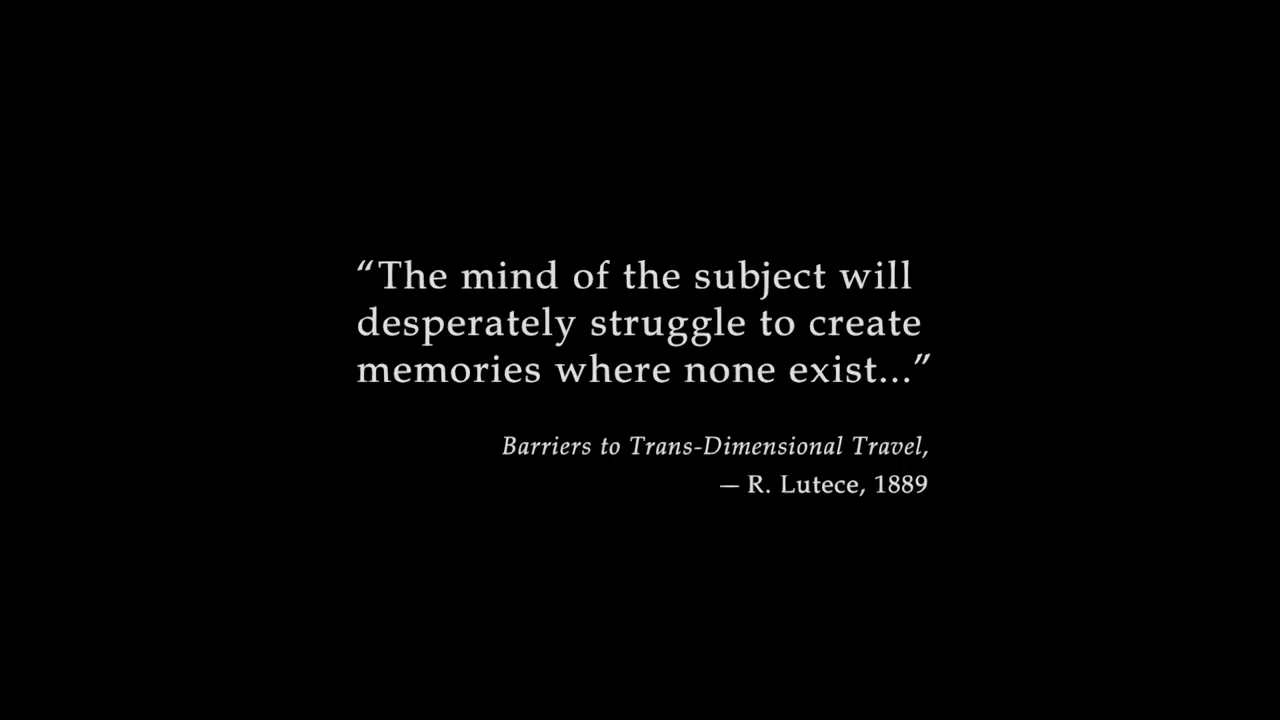 “The mind of the subject will
desperately struggle to create
memories where none exist...”
Barriers to Trans-Dimensional Travel,
— R. Lutece, 1889